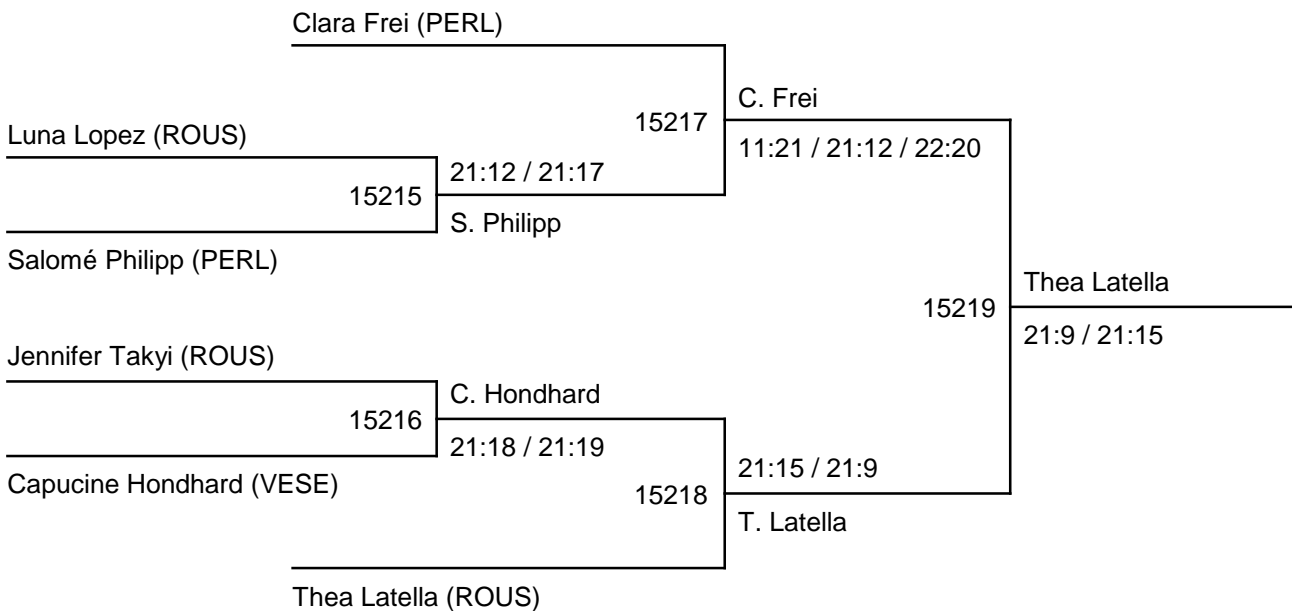 Clara Frei (PERL)
C. Frei
15217
Luna Lopez (ROUS)
11:21 / 21:12 / 22:20
21:12 / 21:17
15215
S. Philipp
Salomé Philipp (PERL)
Thea Latella
15219
21:9 / 21:15
Jennifer Takyi (ROUS)
C. Hondhard
15216
21:18 / 21:19
21:15 / 21:9
Capucine Hondhard (VESE)
15218
T. Latella
Thea Latella (ROUS)